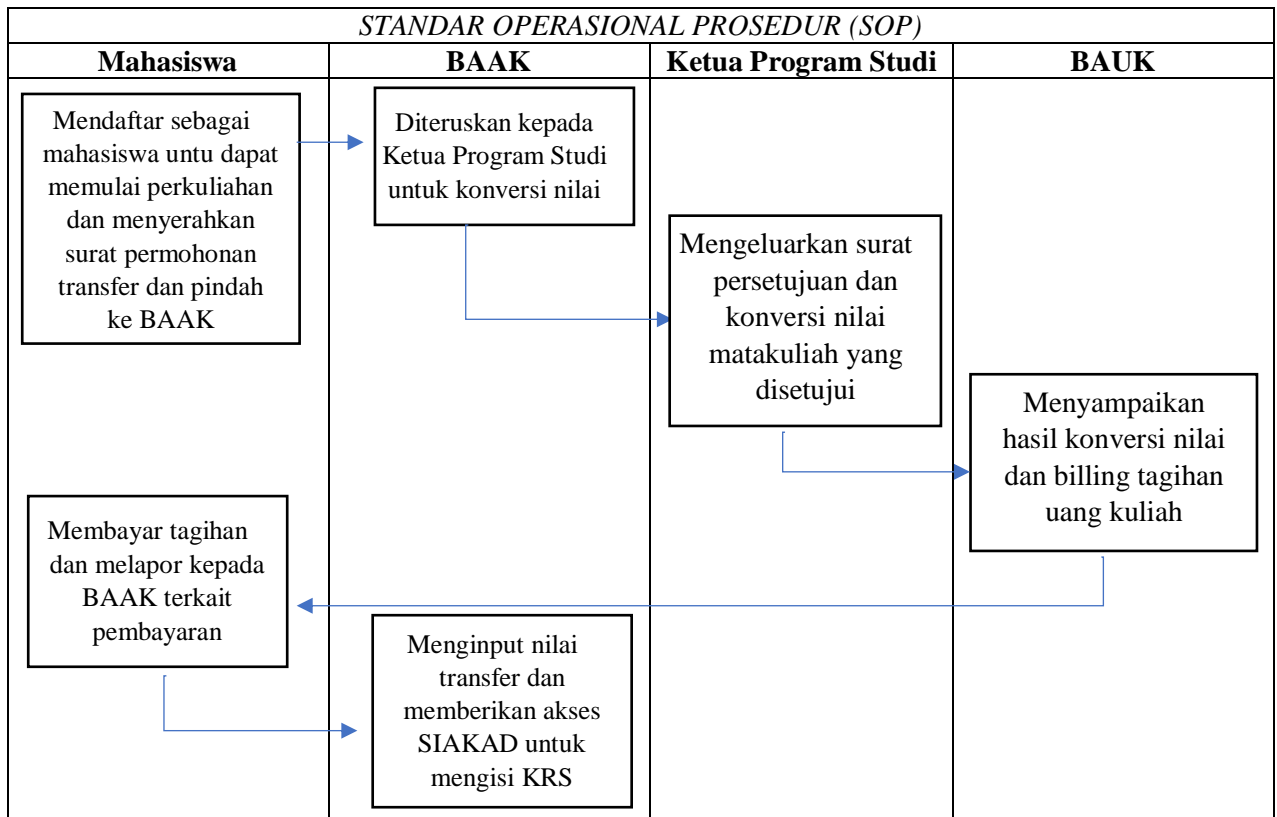 STANDAR OPERASIONAL PROSEDUR (SOP)
Mahasiswa
BAAK
Ketua Program Studi
BAUK
Mendaftar sebagai
mahasiswa untu dapat
memulai perkuliahan
dan menyerahkan
surat permohonan
transfer dan pindah
ke BAAK
Diteruskan kepada
Ketua Program Studi
untuk konversi nilai
Mengeluarkan surat
persetujuan dan
konversi nilai
matakuliah yang
disetujui
Menyampaikan
hasil konversi nilai
dan billing tagihan
uang kuliah
Membayar tagihan
dan melapor kepada
BAAK terkait
pembayaran
Menginput nilai
transfer dan
memberikan akses
SIAKAD untuk
mengisi KRS